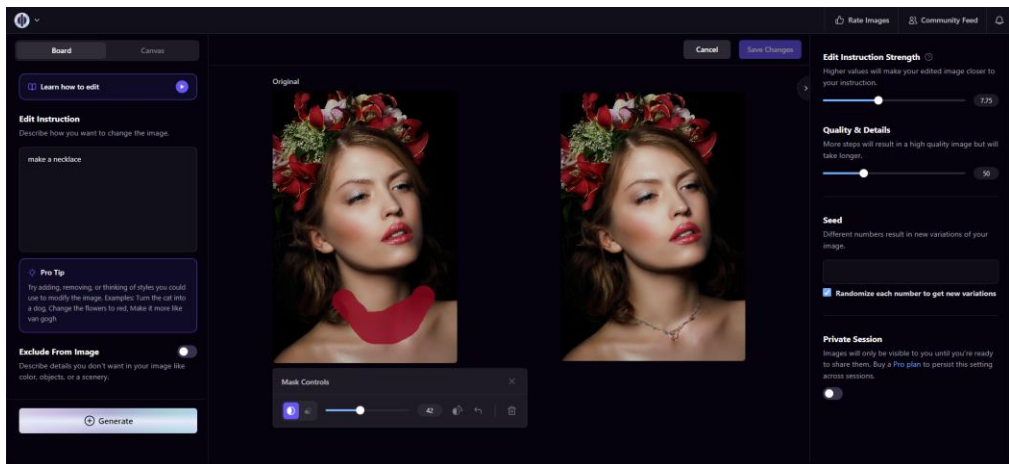 Rate Images
Community Feed
Board
Canvas
Learn how to edit
Edit Instruction
Describe how you want to change the image.
make a necklace
Pro Tip
Try adding, removing, or thinking of styles you could
use to modify the image. Examples: Turn the cat into
a dog, Change the flowers to red, Make it more like
van gogh
Exclude From Image
Describe details you don't want in your image like
color, objects, or a scenery.
Generate
Cancel
Save Changes
Original
Mask Controls
42
Edit Instruction Strength
Higher values will make your edited image closer to
your instruction.
7.75
Quality & Details
More steps will result in a high quality image but will
take longer.
50
Seed
Different numbers result in new variations of your
image.
Randomize each number to get new variations
Private Session
Images will only be visible to you until you're ready
to share them. Buy a Pro plan to persist this setting
across sessions.